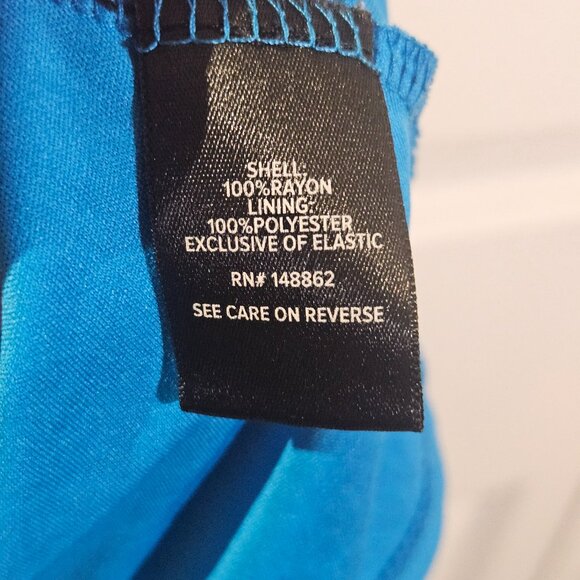 SHELL:
100%RAYON
LINING:
100%POLYESTER
EXCLUSIVE OF ELASTIC
RN# 148862
SEE CARE ON REVERSE